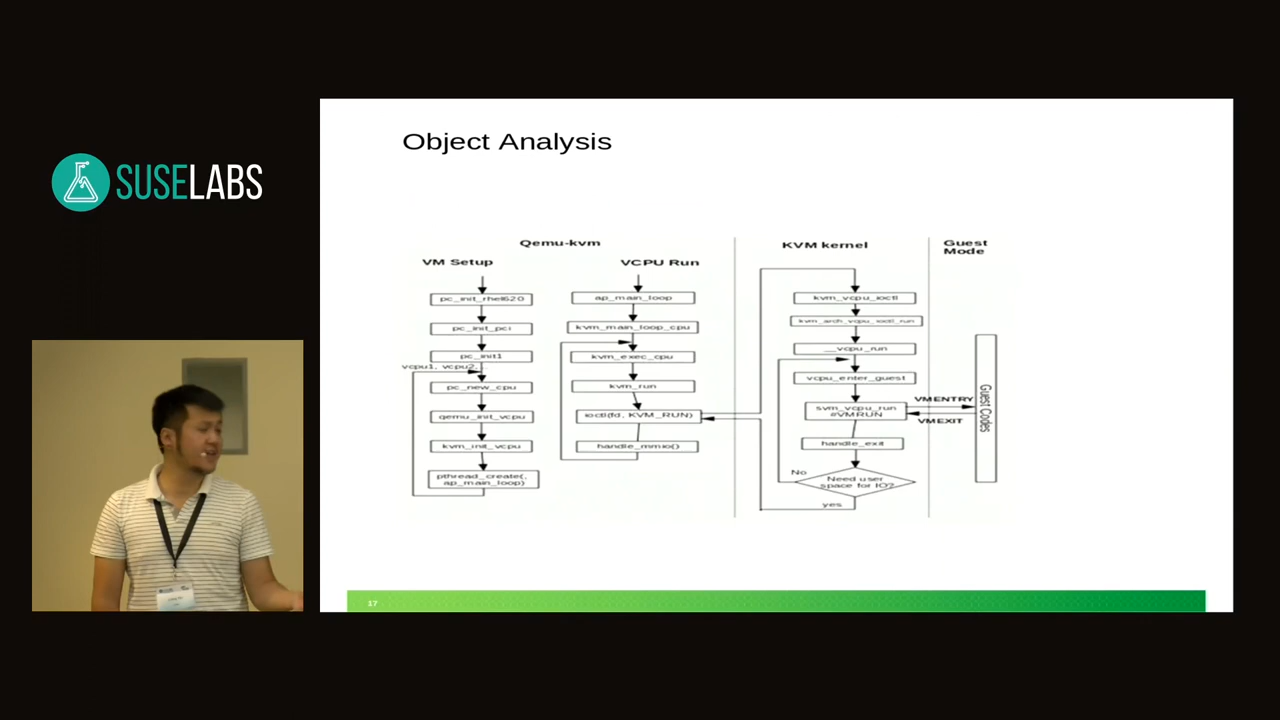 SUSELABS
Object Analysis
Qemu-kvm
KVM kernel
Guest
Mode
VM Setup
VCPU Run
pc_init_rhel620
pc_init_pci
pc_init1
vcpu1, vcpu2,..
pc_new_cpu
qemu_init_vcpu
kvm_init_vcpu
pthread_create(,
ap_main_loop)
ap_main_loop
kvm_main_loop_cpu
kvm_exec_cpu
kvm_run
ioctl(fd, KVM_RUN)
handle_mmio()
kvm_vcpu_ioctl
kvm_arch_vcpu_ioctl_run
__vcpu_run
vcpu_enter_guest
svm_vcpu_run
#VMRUN
handle_exit
No
Need user
space for IO?
yes
VMENTRY
VMEXIT
Guest Codes
17